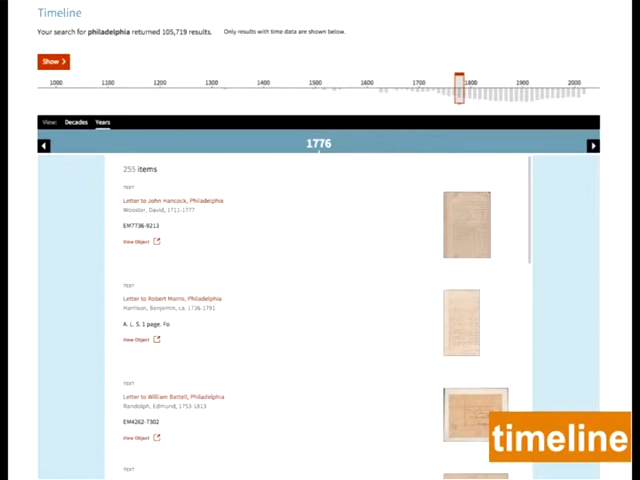 Timeline
Your search for philadelphia returned 105,719 results. Only results with time data are shown below.
Show >
1000 1100 1200 1300 1400 1500 1600 1700 1800 1900 2000
View: Decades Years
1776
255 items
TEXT
Letter to John Hancock, Philadelphia
Wooster, David, 1711-1777
EM7736-9213
View Object
TEXT
Letter to Robert Morris, Philadelphia
Harrison, Benjamin, ca. 1726-1791
A. L. S. 1 page. Fo
View Object
TEXT
Letter to William Battell, Philadelphia
Randolph, Edmund, 1753-1813
EM4262-7302
View Object
TEXT
timeline